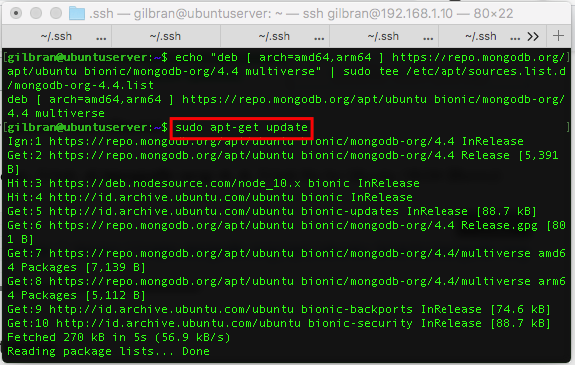 .ssh — gilbran@ubuntuserver: ~ — -- .ssh gilbran@192.168.1.10 — 80×22
~/.ssh ... ~/.ssh ... ~/.ssh ... ~/.ssh ... >> +
[gilbran@ubuntuserver:~$ echo "deb [ arch=amd64,arm64 ] https://repo.mongodb.org/]
apt/ubuntu bionic/mongodb-org/4.4 multiverse" | sudo tee /etc/apt/sources.list.d
/mongodb-org-4.4.list
deb [ arch=amd64,arm64 ] https://repo.mongodb.org/apt/ubuntu bionic/mongodb-org/
4.4 multiverse
[gilbran@ubuntuserver:~$ sudo apt-get update ]
Ign:1 https://repo.mongodb.org/apt/ubuntu bionic/mongodb-org/4.4 InRelease
Get:2 https://repo.mongodb.org/apt/ubuntu bionic/mongodb-org/4.4 Release [5,391
B]
Hit:3 https://deb.nodesource.com/node_10.x bionic InRelease
Hit:4 http://id.archive.ubuntu.com/ubuntu bionic InRelease
Get:5 http://id.archive.ubuntu.com/ubuntu bionic-updates InRelease [88.7 kB]
Get:6 https://repo.mongodb.org/apt/ubuntu bionic/mongodb-org/4.4 Release.gpg [80
1 B]
Get:7 https://repo.mongodb.org/apt/ubuntu bionic/mongodb-org/4.4/multiverse amd6
4 Packages [7,139 B]
Get:8 https://repo.mongodb.org/apt/ubuntu bionic/mongodb-org/4.4/multiverse arm6
4 Packages [5,112 B]
Get:9 http://id.archive.ubuntu.com/ubuntu bionic-backports InRelease [74.6 kB]
Get:10 http://id.archive.ubuntu.com/ubuntu bionic-security InRelease [88.7 kB]
Fetched 270 kB in 5s (56.9 kB/s)
Reading package lists... Done